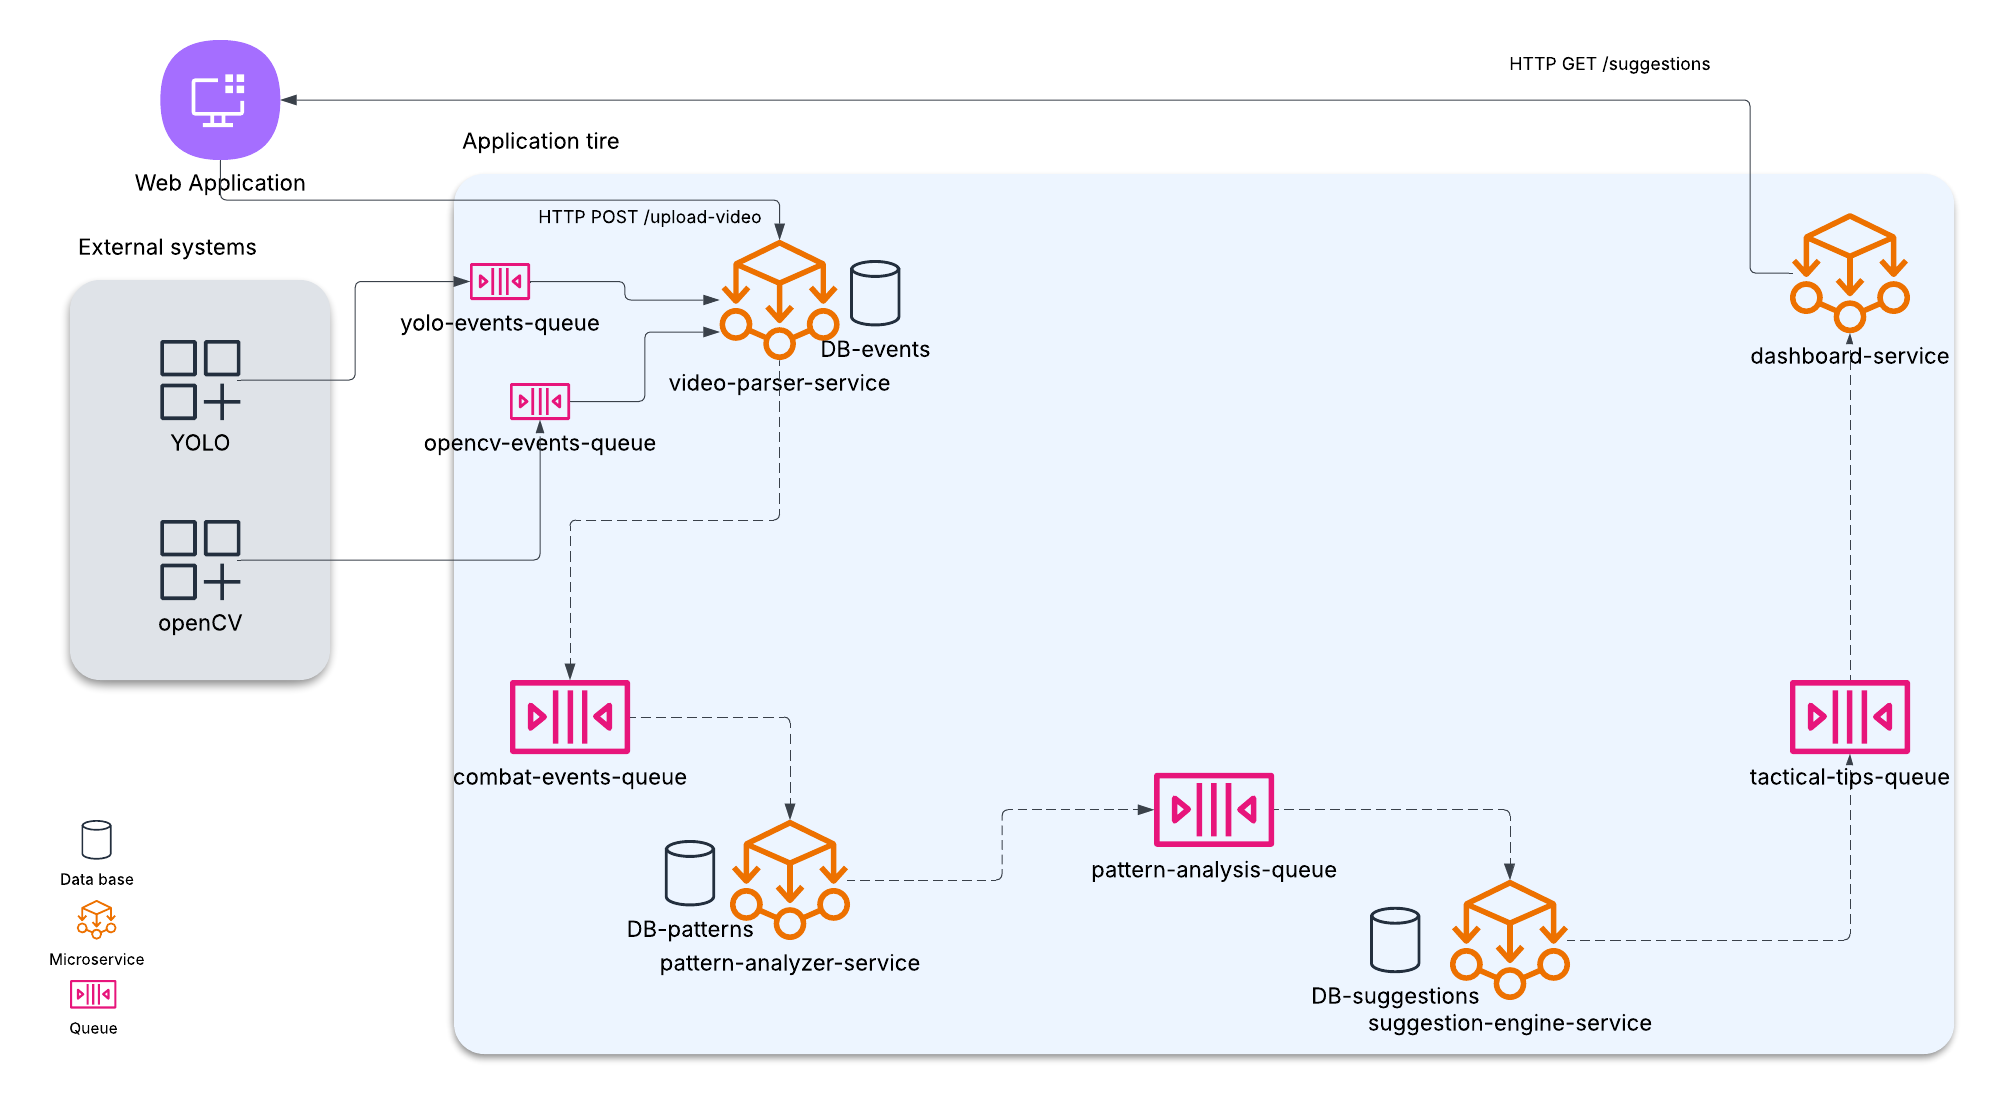 HTTP GET /suggestions
Application tire
Web Application
HTTP POST /upload-video
External systems
yolo-events-queue
DB-events
dashboard-service
video-parser-service
YOLO
opencv-events-queue
openCV
combat-events-queue
tactical-tips-queue
pattern-analysis-queue
Data base
DB-patterns
Microservice
pattern-analyzer-service
DB-suggestions
suggestion-engine-service
Queue